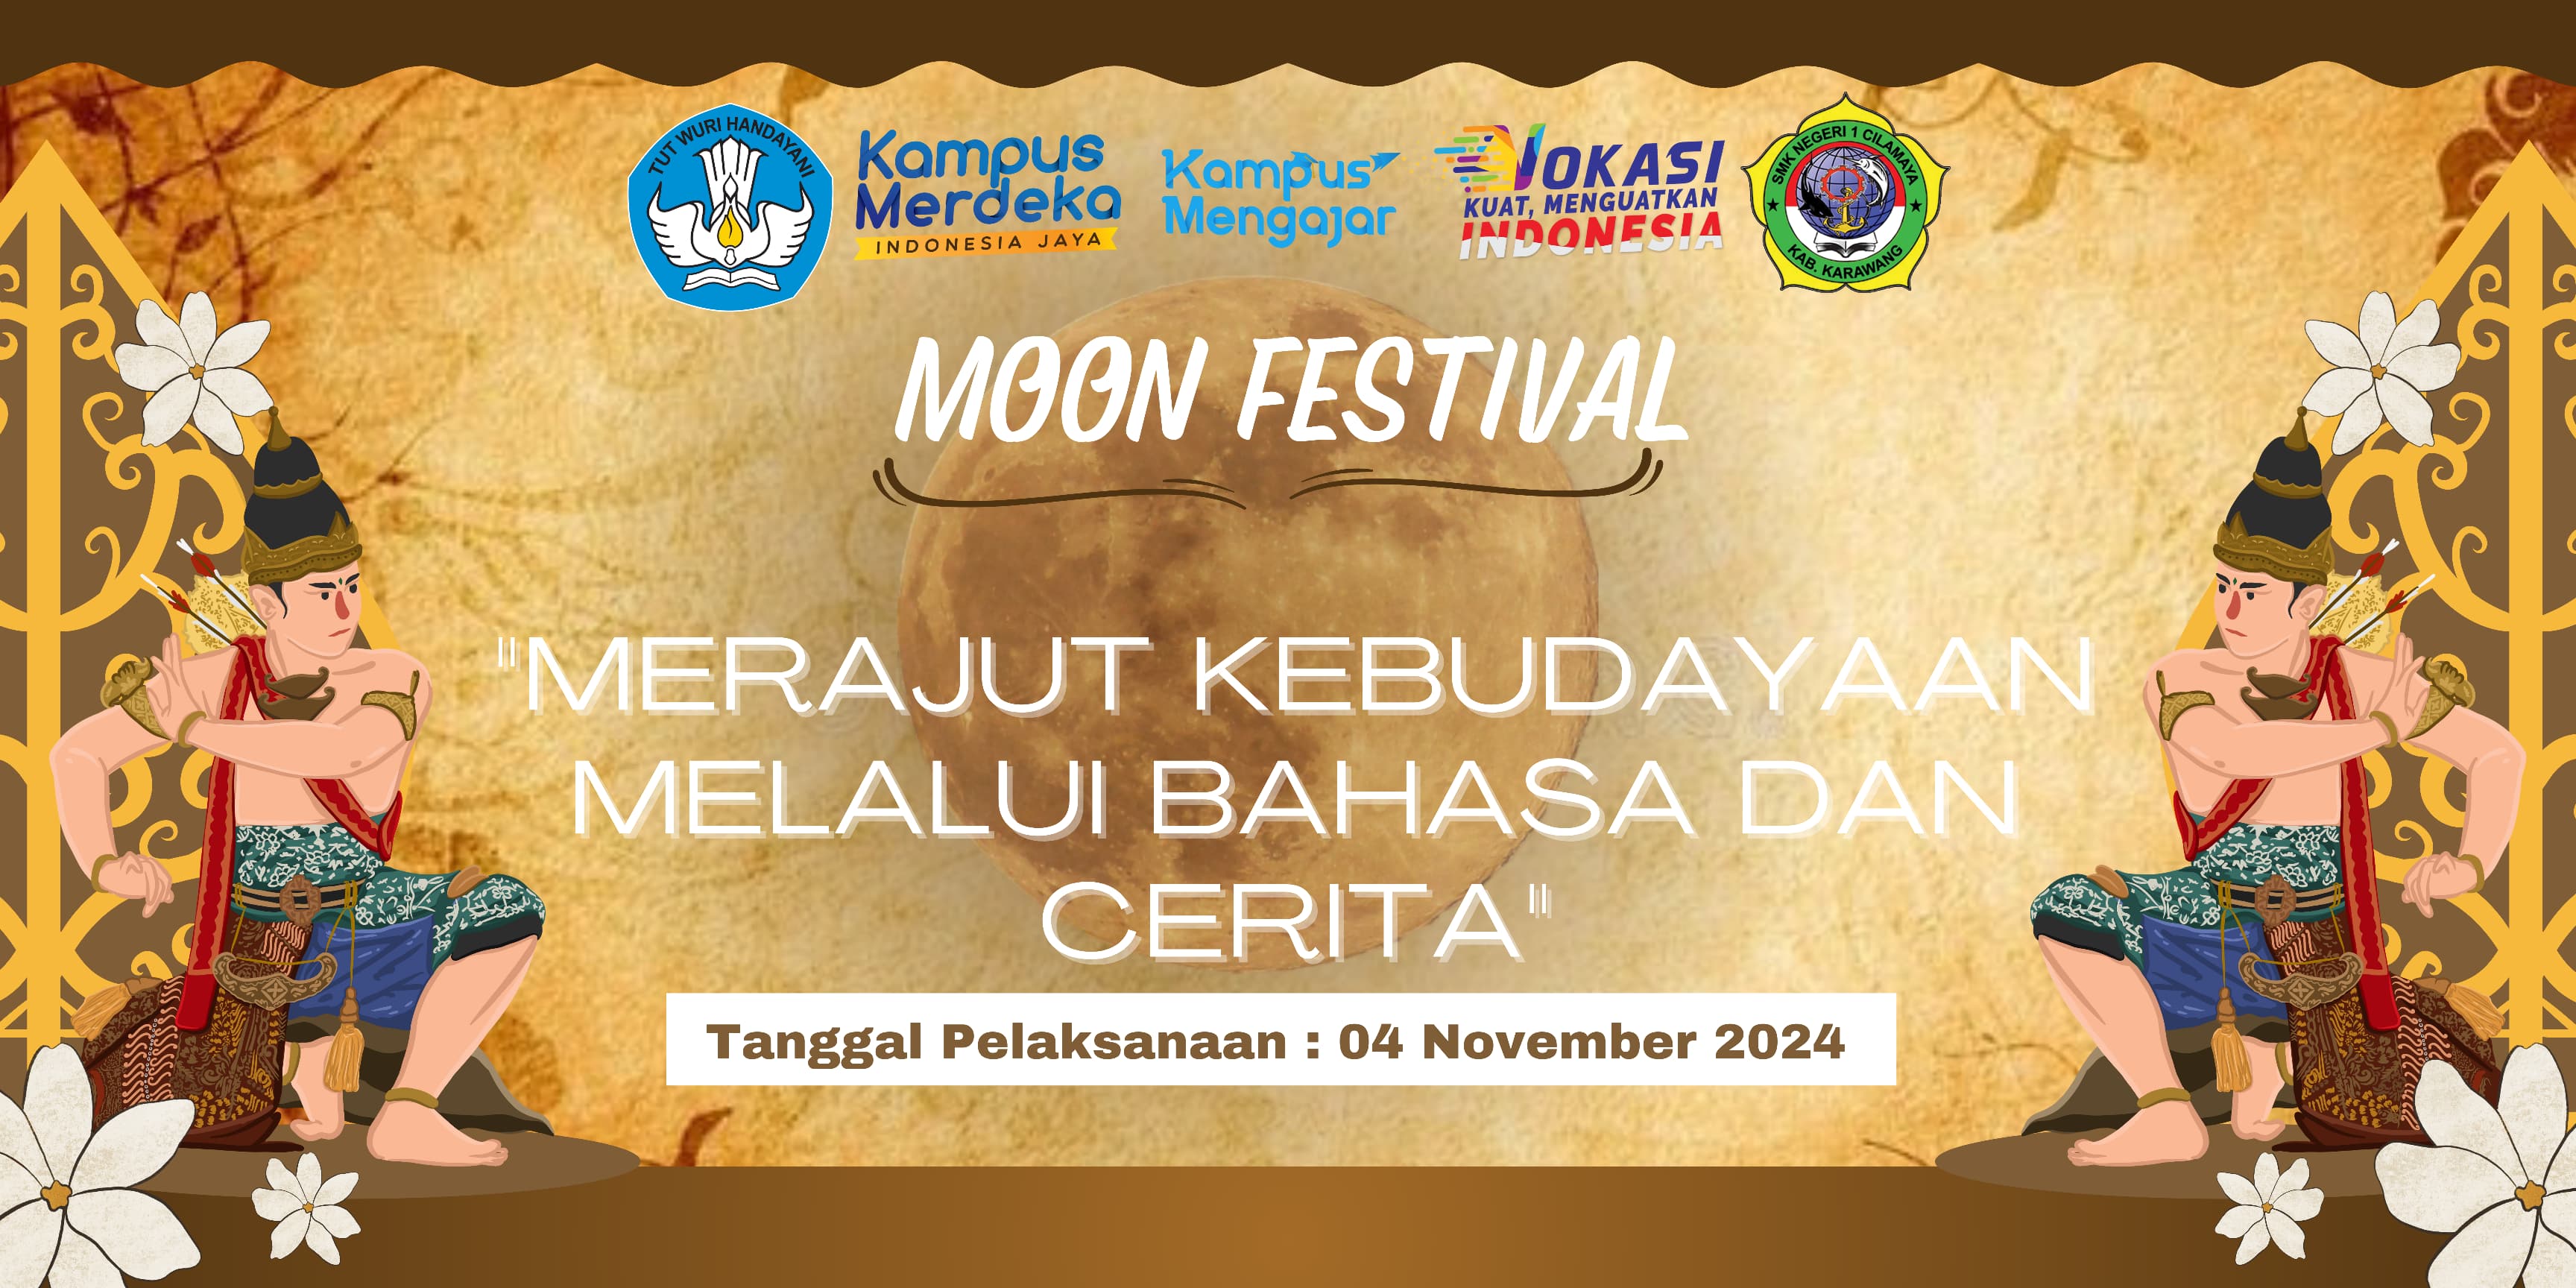 TUT WURI HANDAYANI
Kampus
Merdeka
INDONESIA JAYA
Kampus
Mengajar
VOKASI
KUAT, MENGUATKAN
INDONESIA
SMK NEGERI 1 CILAMAYA
KAB. KARAWANG
MOON FESTIVAL
"MERAJUT KEBUDAYAAN
MELALUI BAHASA DAN
CERITA"
Tanggal Pelaksanaan : 04 November 2024